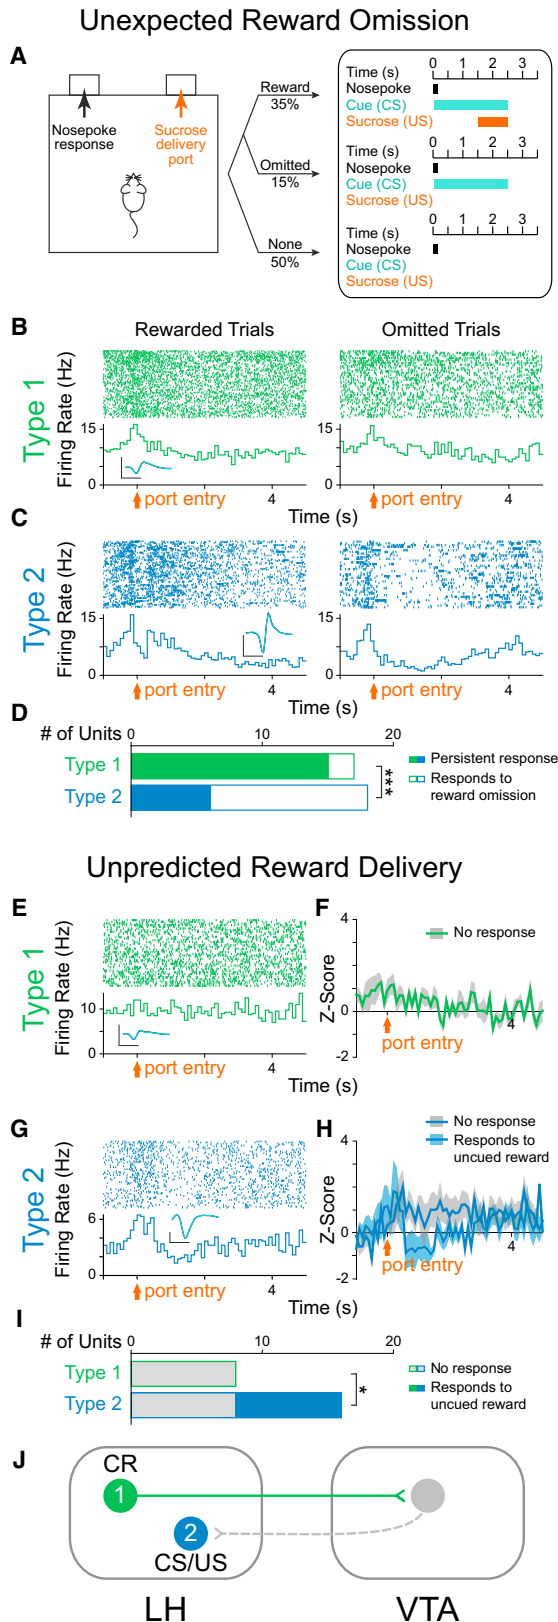 Unexpected Reward Omission
A
Nosepoke
response
Sucrose
delivery
port
Reward
35%
Omitted
15%
None
50%
0 1 2 3
Time (s)
Nosepoke
Cue (CS)
Sucrose (US)
0 1 2 3
Time (s)
Nosepoke
Cue (CS)
Sucrose (US)
0 1 2 3
Time (s)
Nosepoke
Cue (CS)
Sucrose (US)
B
Rewarded Trials
Omitted Trials
Type 1
Firing Rate (Hz)
15
0
port entry
4
15
0
port entry
4
Time (s)
C
Type 2
Firing Rate (Hz)
15
0
port entry
4
15
0
port entry
4
Time (s)
D
# of Units
0 10 20
Type 1
Type 2
***
Persistent response
Responds to
reward omission
Unpredicted Reward Delivery
E
Type 1
Firing Rate (Hz)
10
0
port entry
4
Time (s)
F
Z-Score
4
2
0
-2
No response
port entry
4
G
Type 2
Firing Rate (Hz)
6
0
port entry
4
Time (s)
H
No response
Responds to
uncued reward
Z-Score
4
2
0
-2
port entry
4
I
# of Units
0 10 20
Type 1
Type 2
*
No response
Responds to
uncued reward
J
CR
1
2
CS/US
LH
VTA